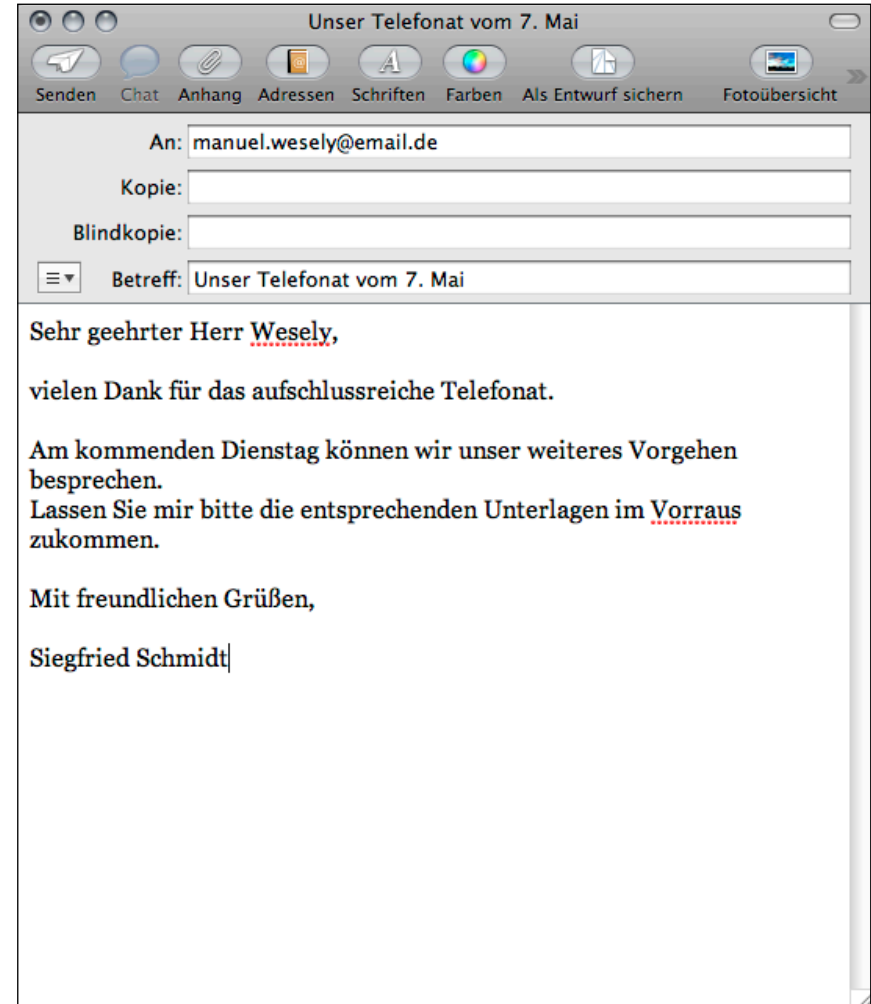 Unser Telefonat vom 7. Mai
Senden Chat Anhang Adressen Schriften Farben Als Entwurf sichern Fotoübersicht
An: manuel.wesely@email.de
Kopie:
Blindkopie:
Betreff: Unser Telefonat vom 7. Mai
Sehr geehrter Herr Wesely,
vielen Dank für das aufschlussreiche Telefonat.
Am kommenden Dienstag können wir unser weiteres Vorgehen
besprechen.
Lassen Sie mir bitte die entsprechenden Unterlagen im Vorraus
zukommen.
Mit freundlichen Grüßen,
Siegfried Schmidt